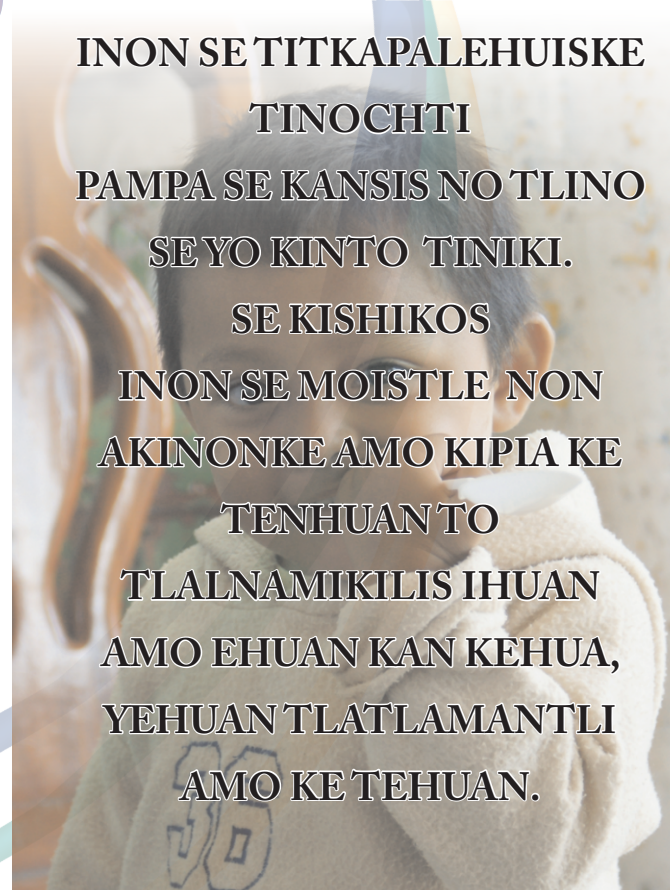 INON SE TITKAPALEHUISKE
TINOCHTI
PAMPA SE KANSIS NO TLINO
SE YO KINTO TINIKI.
SE KISHIKOS
INON SE MOISTLE NON
AKINONKE AMO KIPIA KE
TENHUAN TO
TLALNAMIKILIS IHUAN
AMO EHUAN KAN KEHUA,
YEHUAN TLATLAMANTLI
AMO KE TEHUAN.
36